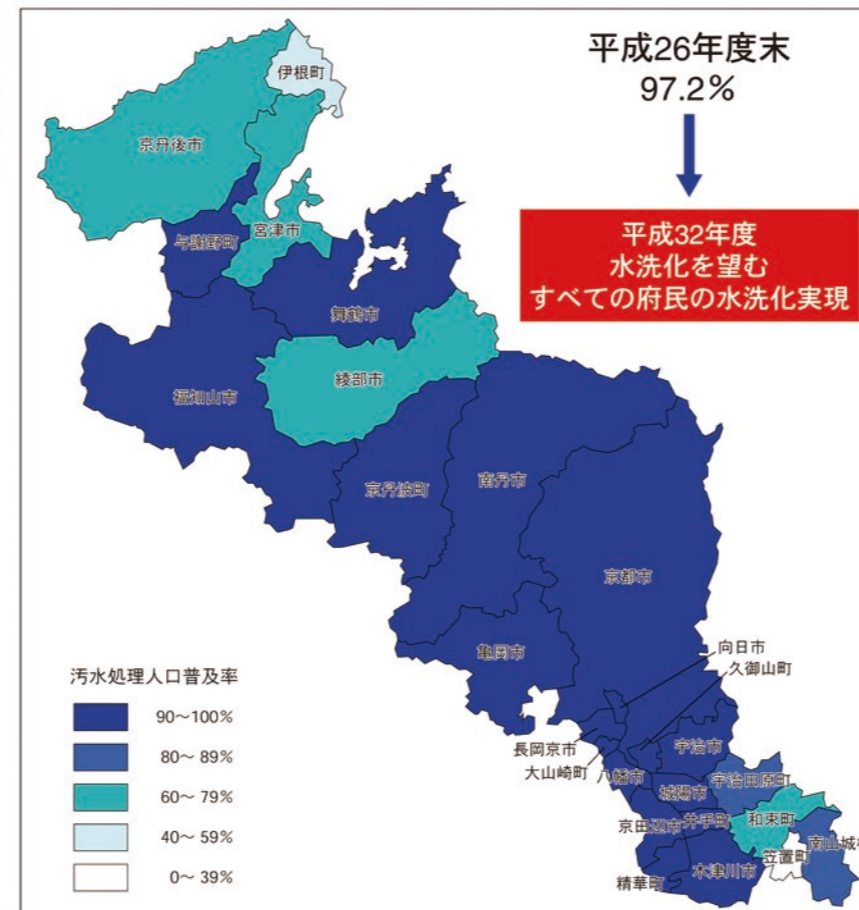 平成26年度末
97.2%
平成32年度
水洗化を望む
すべての府民の水洗化実現
伊根町
京丹後市
宮津市
与謝野町
舞鶴市
綾部市
福知山市
京丹波町
南丹市
京都市
亀岡市
向日市
久御山町
長岡京市
大山崎町
宇治市
八幡市
城陽市
宇治田原町
京田辺市
井手町
和束町
南山城村
笠置町
木津川市
精華町
汚水処理人口普及率
90〜100%
80〜 89%
60〜 79%
40〜 59%
0〜 39%